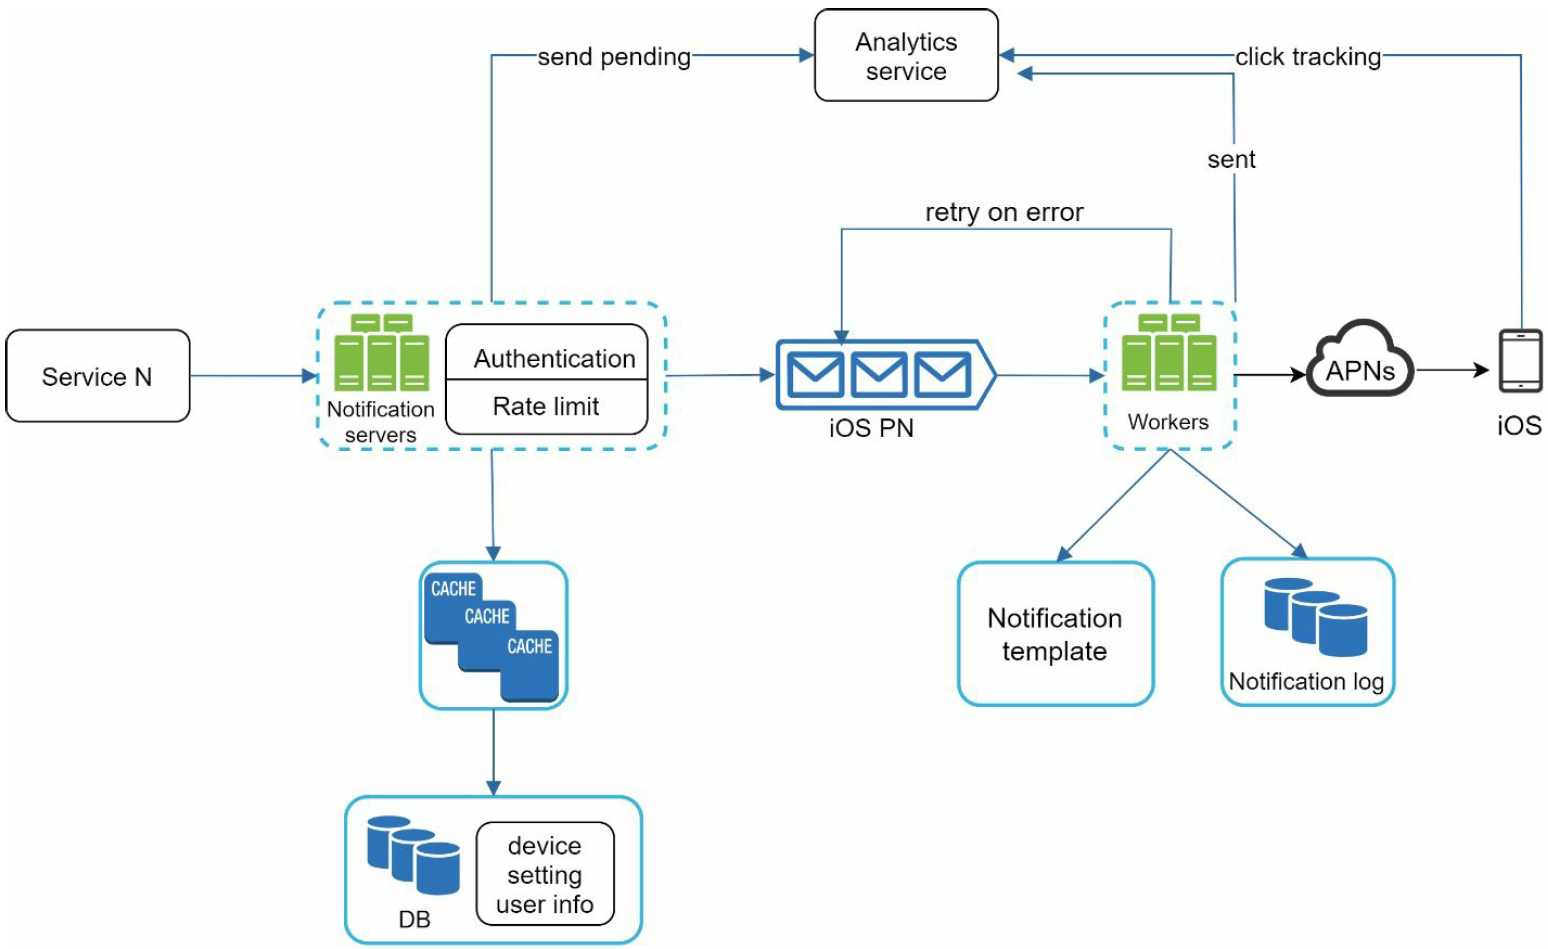 Analytics
service
send pending
click tracking
sent
retry on error
Service N
Notification
servers
Authentication
Rate limit
iOS PN
Workers
APNs
iOS
CACHE
CACHE
CACHE
Notification
template
Notification log
DB
device
setting
user info